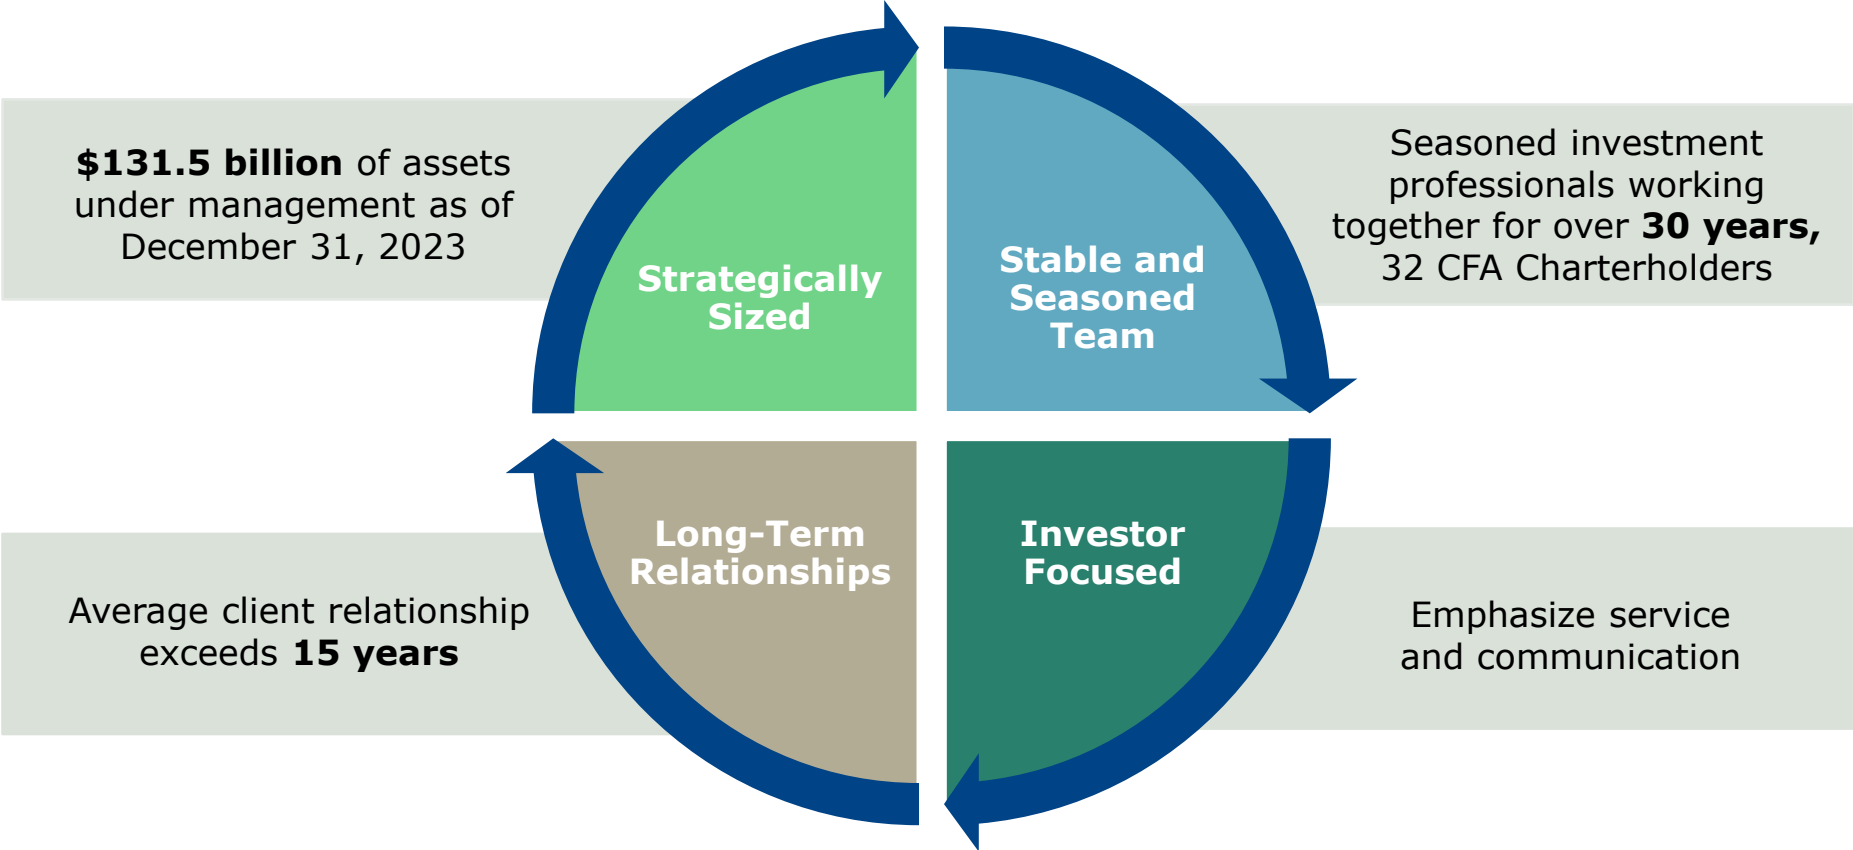 $131.5 billion of assets
under management as of
December 31, 2023
Strategically
Sized
Stable and
Seasoned
Team
Seasoned investment
professionals working
together for over 30 years,
32 CFA Charterholders
Average client relationship
exceeds 15 years
Long-Term
Relationships
Investor
Focused
Emphasize service
and communication